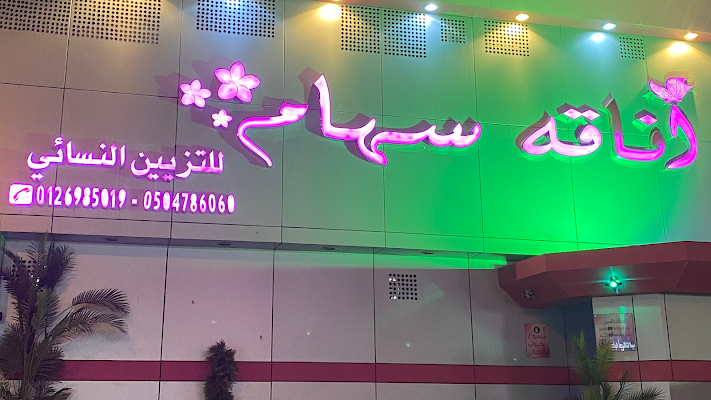 أناقه سهام
للتزيين النسائي
0126985019 - 0504786060